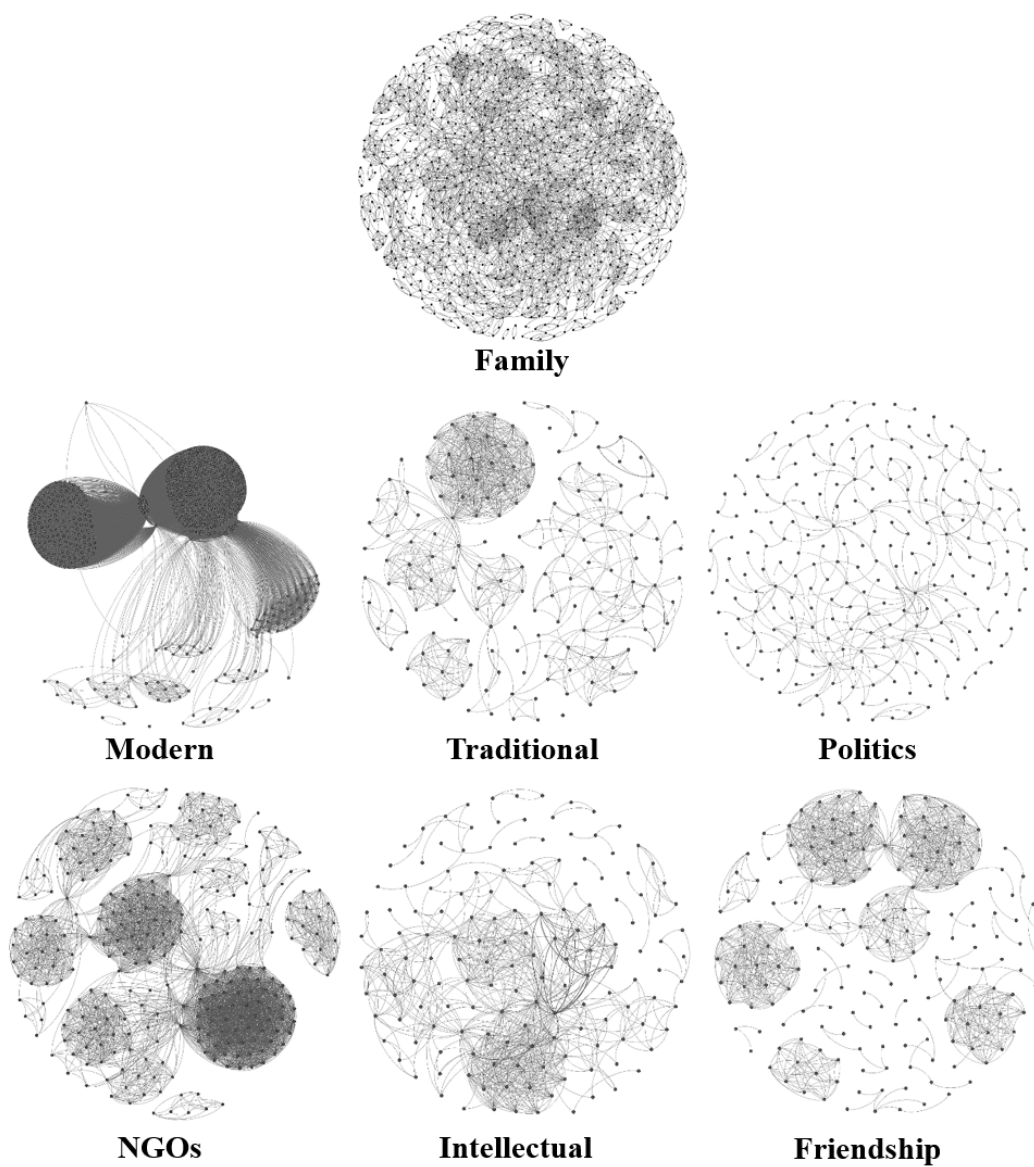 Family
Modern
Traditional
Politics
NGOs
Intellectual
Friendship